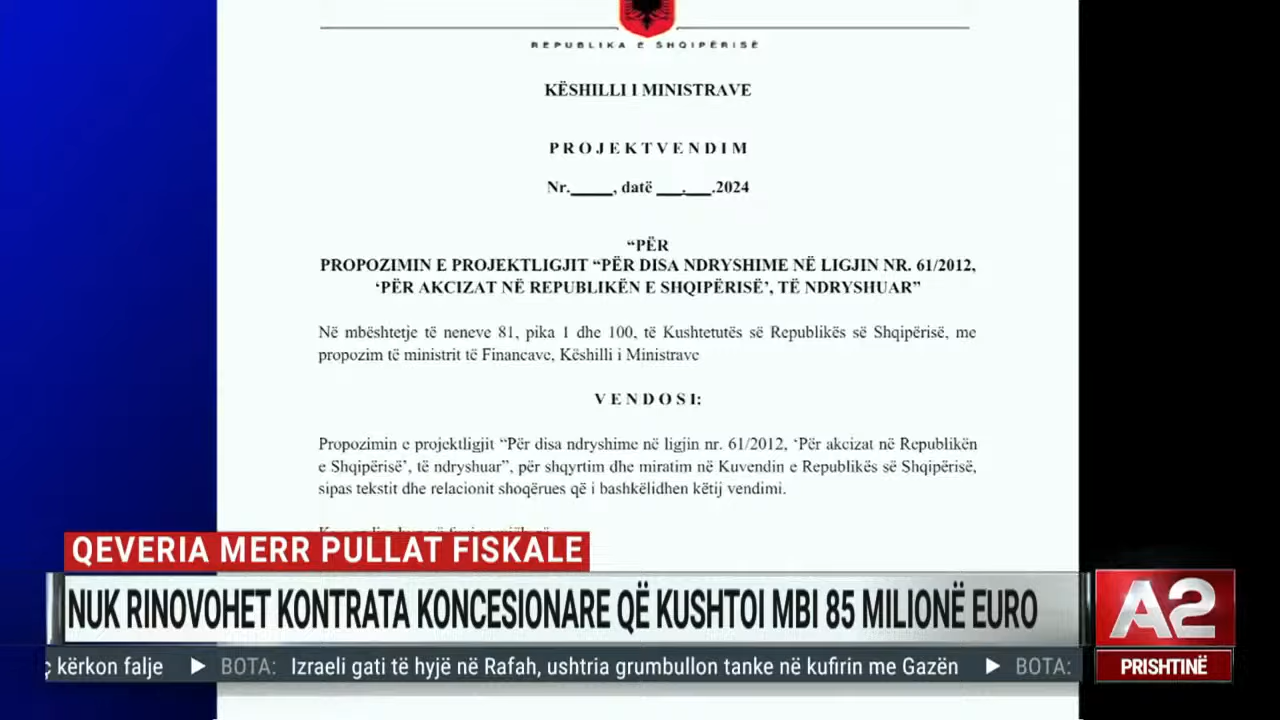 REPUBLIKA E SHQIPËRISË
KËSHILLI I MINISTRAVE
PROJEKTVENDIM
Nr._____, datë ___.___.2024
“PËR
PROPOZIMIN E PROJEKTLIGJIT “PËR DISA NDRYSHIME NË LIGJIN NR. 61/2012,
‘PËR AKCIZAT NË REPUBLIKËN E SHQIPËRISË’, TË NDRYSHUAR”
Në mbështetje të neneve 81, pika 1 dhe 100, të Kushtetutës së Republikës së Shqipërisë, me
propozim të ministrit të Financave, Këshilli i Ministrave
VENDOSI:
Propozimin e projektligjit “Për disa ndryshime në ligjin nr. 61/2012, ‘Për akcizat në Republikën
e Shqipërisë’, të ndryshuar”, për shqyrtim dhe miratim në Kuvendin e Republikës së Shqipërisë,
sipas tekstit dhe relacionit shoqërues që i bashkëlidhen këtij vendimi.
QEVERIA MERR PULLAT FISKALE
NUK RINOVOHET KONTRATA KONCESIONARE QË KUSHTOI MBI 85 MILIONË EURO
A2
PRISHTINË
kërkon falje ▶ BOTA: Izraeli gati të hyjë në Rafah, ushtria grumbullon tanke në kufirin me Gazën ▶ BOTA: